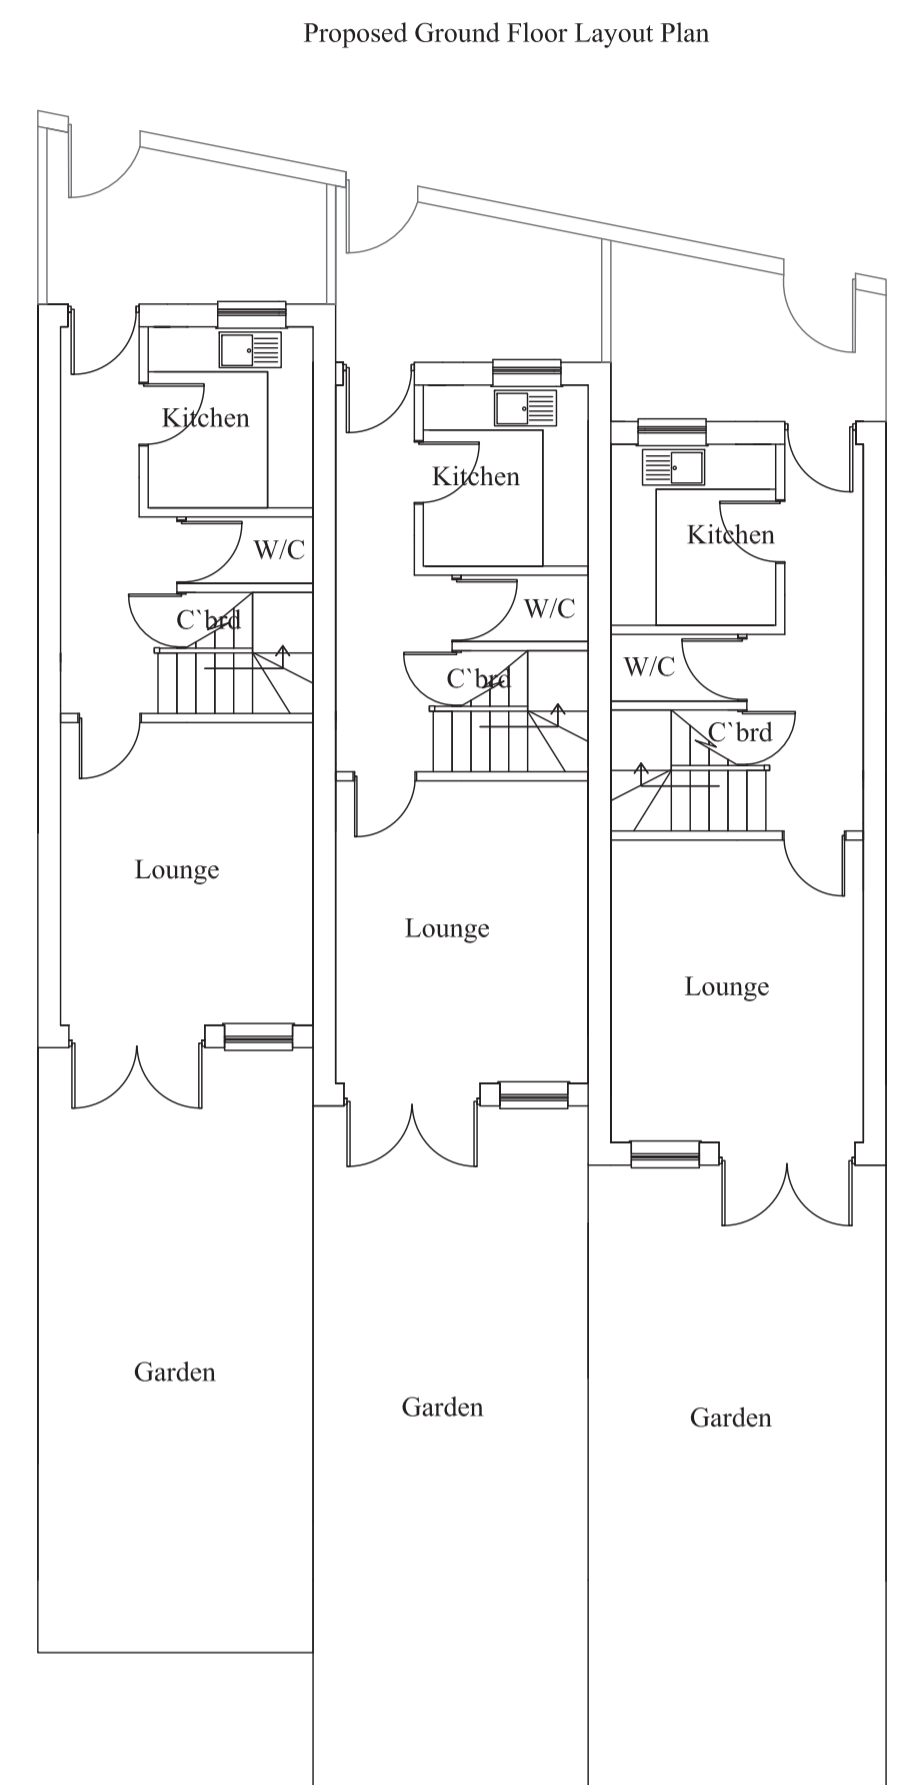 Proposed Ground Floor Layout Plan
Kitchen
W/C
C`brd
Lounge
Garden
Kitchen
W/C
C`brd
Lounge
Garden
Kitchen
W/C
C`brd
Lounge
Garden